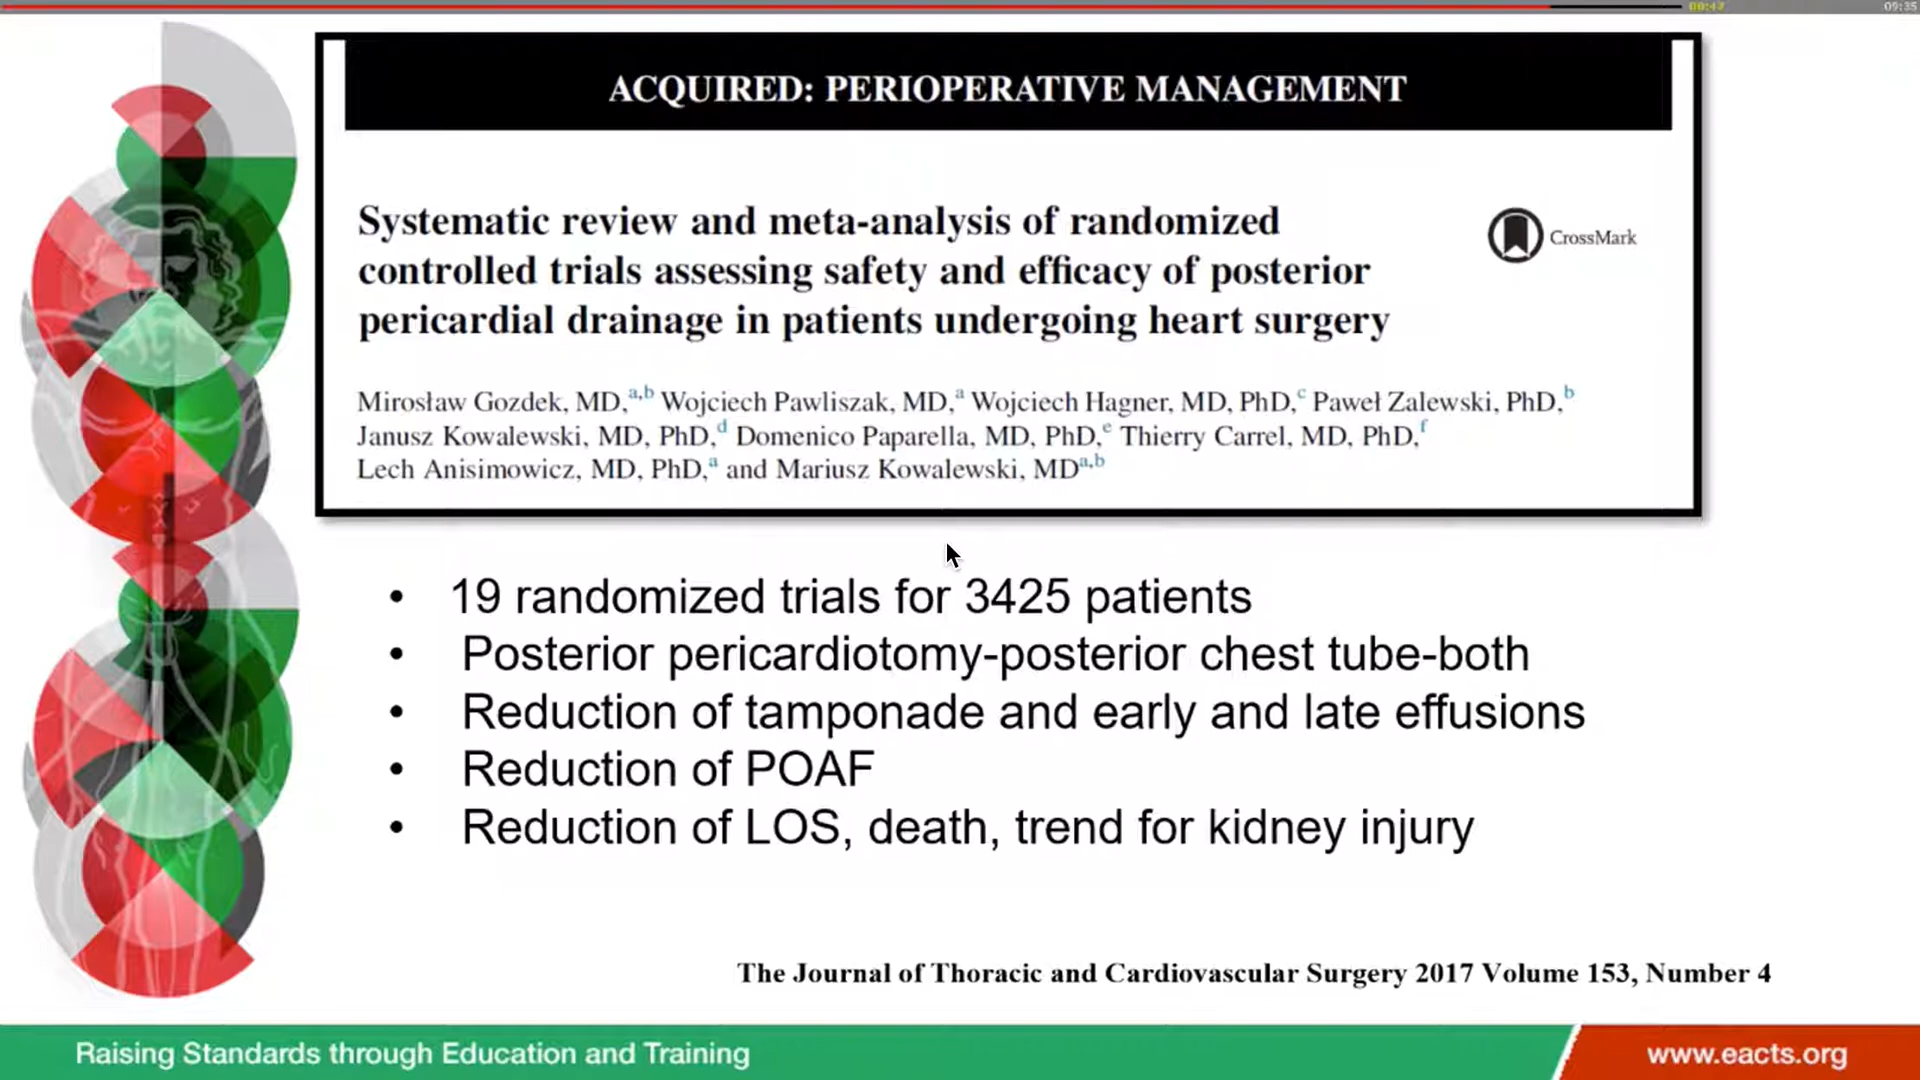 00:47
09:35
ACQUIRED: PERIOPERATIVE MANAGEMENT
Systematic review and meta-analysis of randomized
controlled trials assessing safety and efficacy of posterior
pericardial drainage in patients undergoing heart surgery
CrossMark
Mirosław Gozdek, MD,a,b Wojciech Pawliszak, MD,a Wojciech Hagner, MD, PhD,c Paweł Zalewski, PhD,b
Janusz Kowalewski, MD, PhD,d Domenico Paparella, MD, PhD,e Thierry Carrel, MD, PhD,f
Lech Anisimowicz, MD, PhD,a and Mariusz Kowalewski, MDa,b
• 19 randomized trials for 3425 patients
• Posterior pericardiotomy-posterior chest tube-both
• Reduction of tamponade and early and late effusions
• Reduction of POAF
• Reduction of LOS, death, trend for kidney injury
The Journal of Thoracic and Cardiovascular Surgery 2017 Volume 153, Number 4
Raising Standards through Education and Training
www.eacts.org